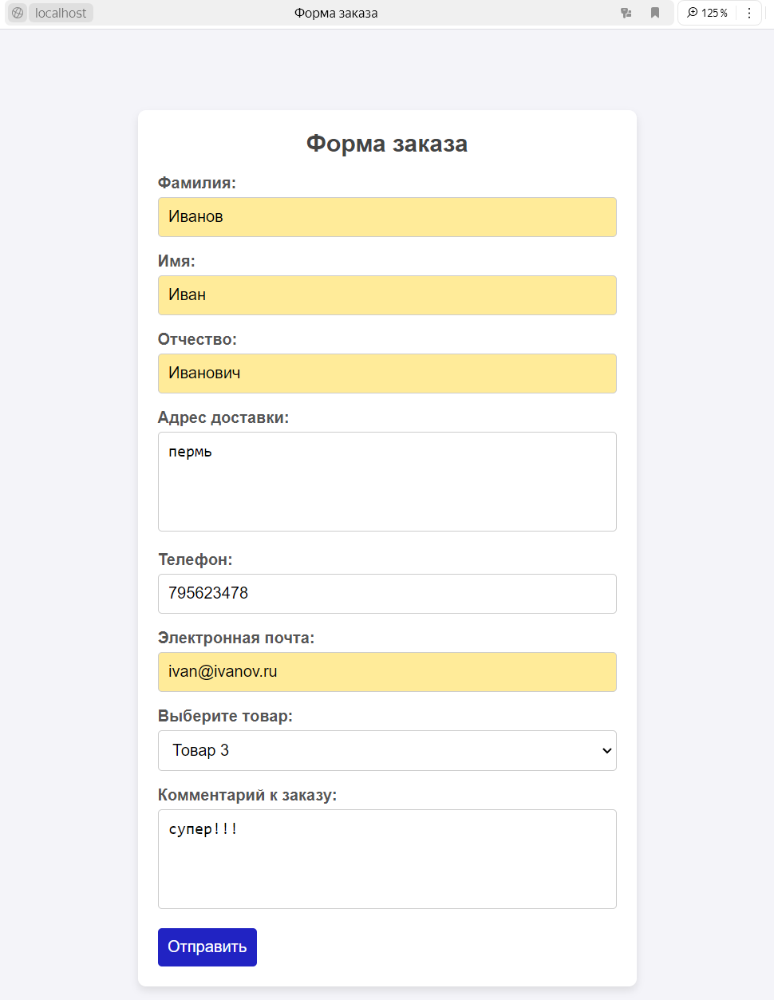 localhost
Форма заказа
125 %
Форма заказа
Фамилия:
Иванов
Имя:
Иван
Отчество:
Иванович
Адрес доставки:
пермь
Телефон:
795623478
Электронная почта:
ivan@ivanov.ru
Выберите товар:
Товар 3
Комментарий к заказу:
супер!!!
Отправить